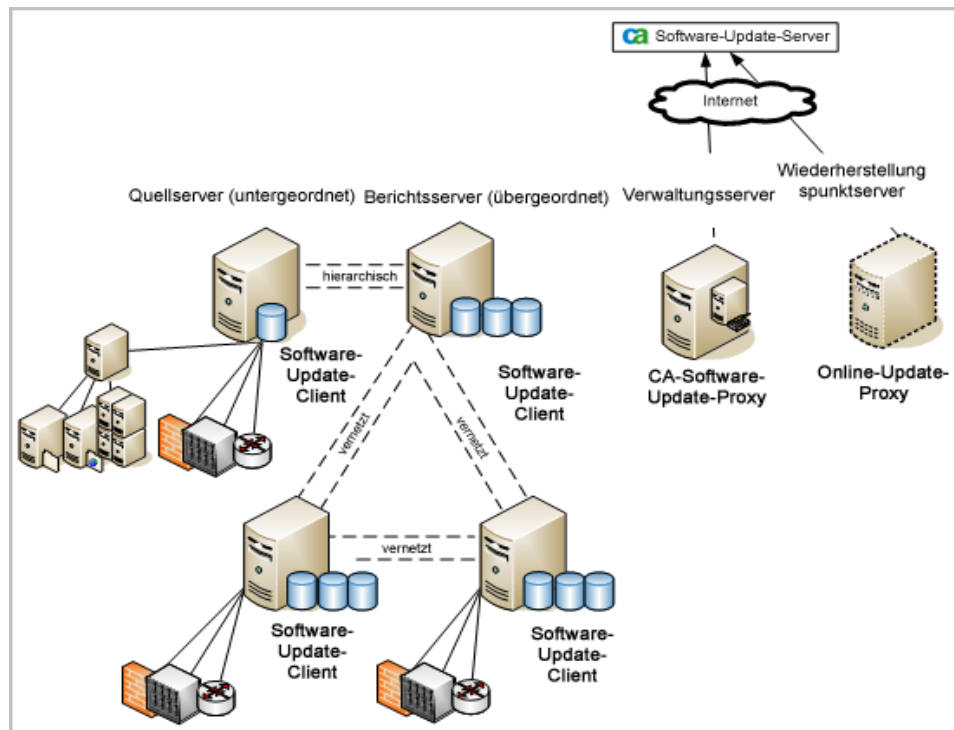 ca Software-Update-Server
Internet
Wiederherstellung
spunktserver
Quellserver (untergeordnet) Berichtsserver (übergeordnet) Verwaltungsserver
hierarchisch
Software-
Update-
Client
Software-
Update-
Client
CA-Software-
Update-Proxy
Online-Update-
Proxy
vernetzt
vernetzt
vernetzt
Software-
Update-
Client
Software-
Update-
Client